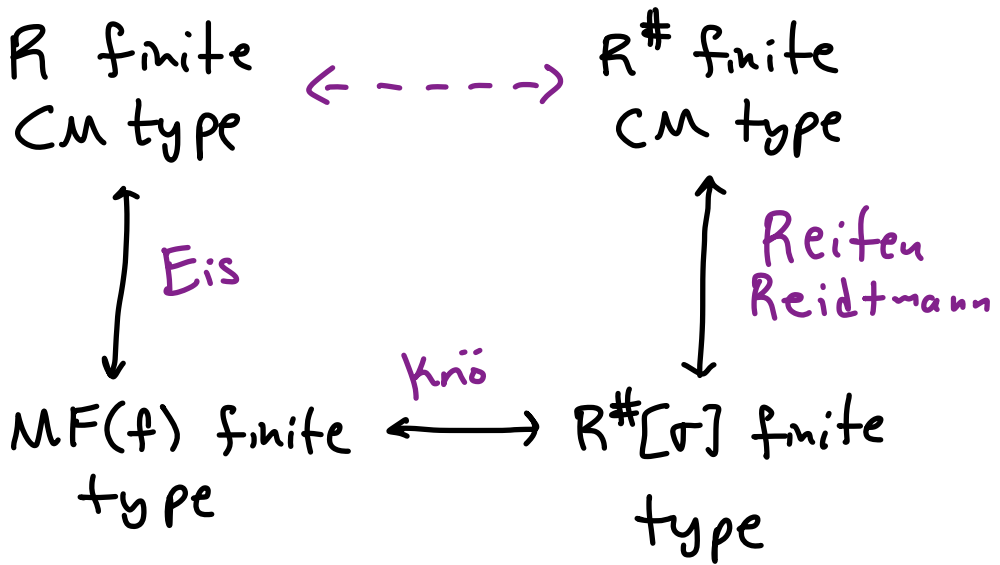 R finite
CM type
R# finite
CM type
Eis
Reiten
Reidtmann
Knö
MF(f) finite
type
R#[σ] finite
type